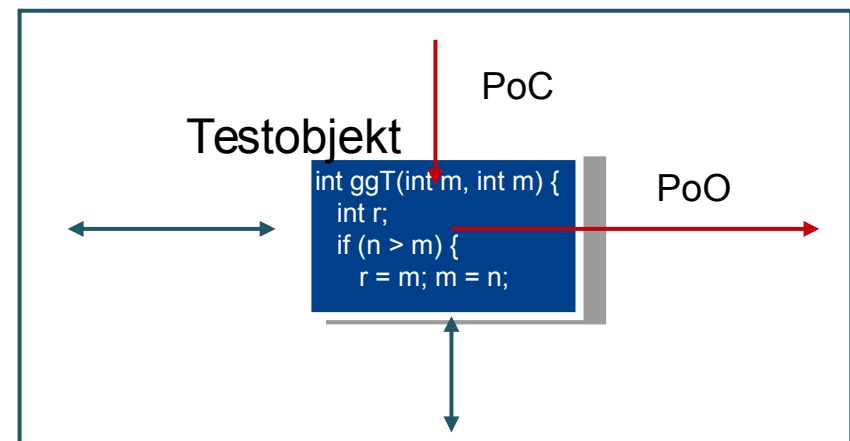 PoC
Testobjekt
int ggT(int m, int m) {
int r;
if (n > m) {
r = m; m = n;
PoO